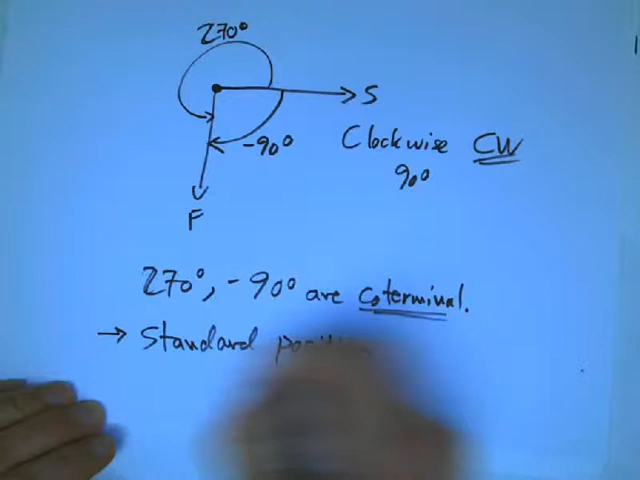 270°
S
-90°
Clockwise CW
90°
F
270°, -90° are coterminal.
→ Standard